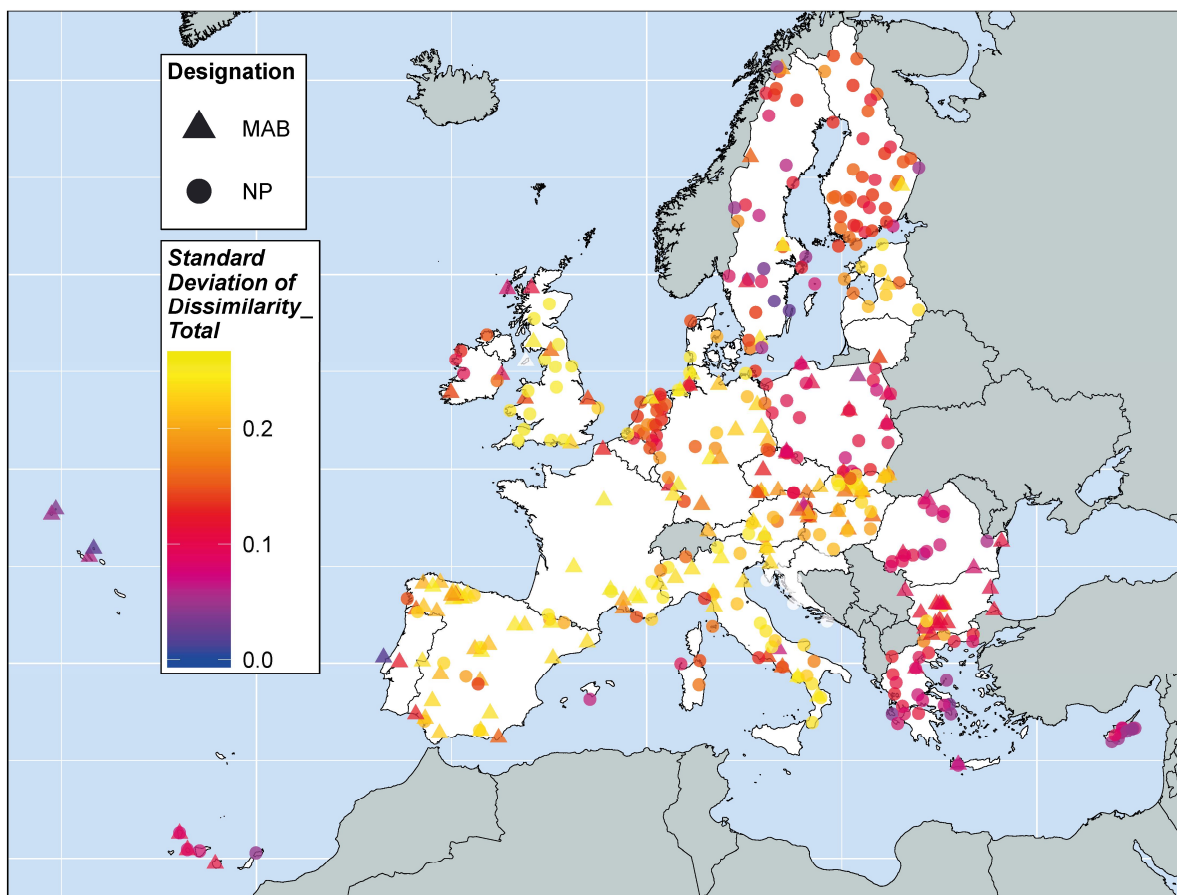 Designation
MAB
NP
Standard
Deviation of
Dissimilarity_
Total
0.2
0.1
0.0